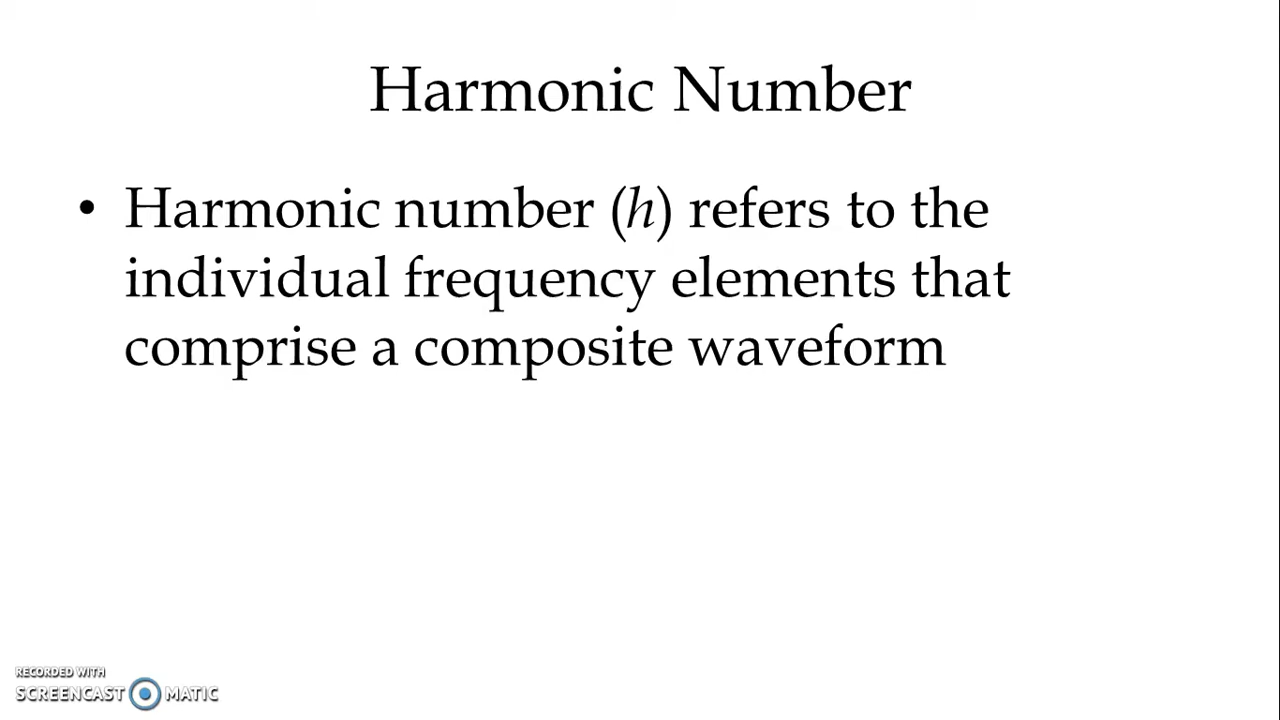 Harmonic Number
• Harmonic number (h) refers to the
individual frequency elements that
comprise a composite waveform
RECORDED WITH
SCREENCAST MATIC